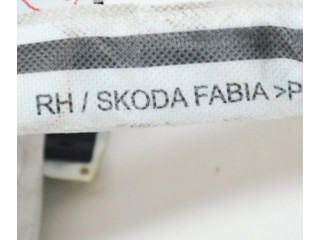 RH / SKODA FABIA >P